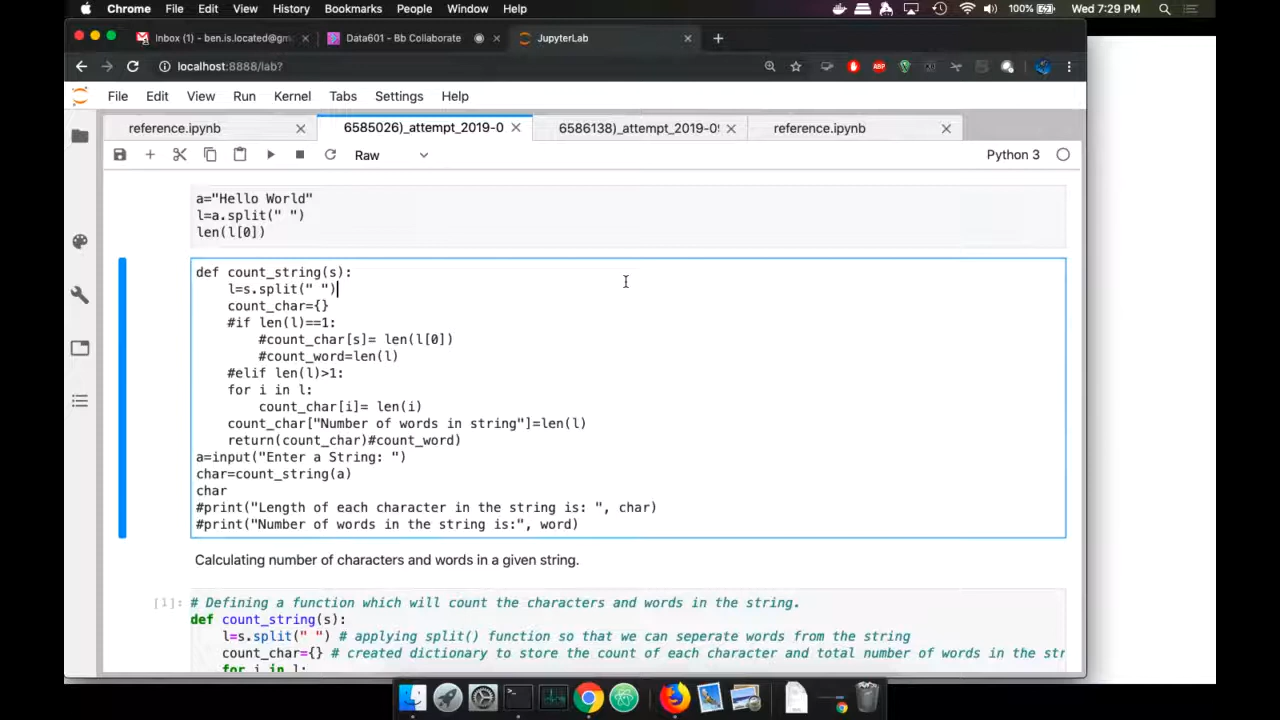 Chrome File Edit View History Bookmarks People Window Help 100% Wed 7:29 PM
Inbox (1) - ben.is.located@gm Data601 - Bb Collaborate JupyterLab
localhost:8888/lab? ABP
File Edit View Run Kernel Tabs Settings Help
reference.ipynb 6585026)_attempt_2019-0 6586138)_attempt_2019-09 reference.ipynb
Raw Python 3
a="Hello World"
l=a.split(" ")
len(l[0])
def count_string(s):
    l=s.split(" ")
    count_char={}
    #if len(l)==1:
        #count_char[s]= len(l[0])
        #count_word=len(l)
    #elif len(l)>1:
    for i in l:
        count_char[i]= len(i)
    count_char["Number of words in string"]=len(l)
    return(count_char)#count_word)
a=input("Enter a String: ")
char=count_string(a)
char
#print("Length of each character in the string is: ", char)
#print("Number of words in the string is:", word)
Calculating number of characters and words in a given string.
[1]: # Defining a function which will count the characters and words in the string.
def count_string(s):
    l=s.split(" ") # applying split() function so that we can seperate words from the string
    count_char={} # created dictionary to store the count of each character and total number of words in the str
    for i in l: